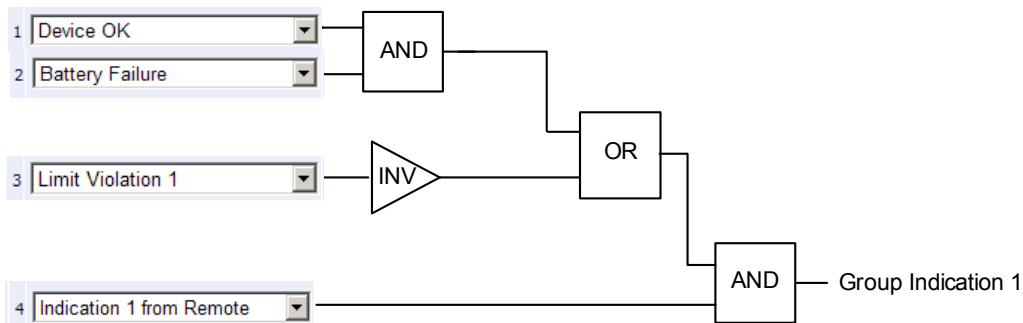 1 Device OK
AND
2 Battery Failure
OR
3 Limit Violation 1
INV
AND
Group Indication 1
4 Indication 1 from Remote